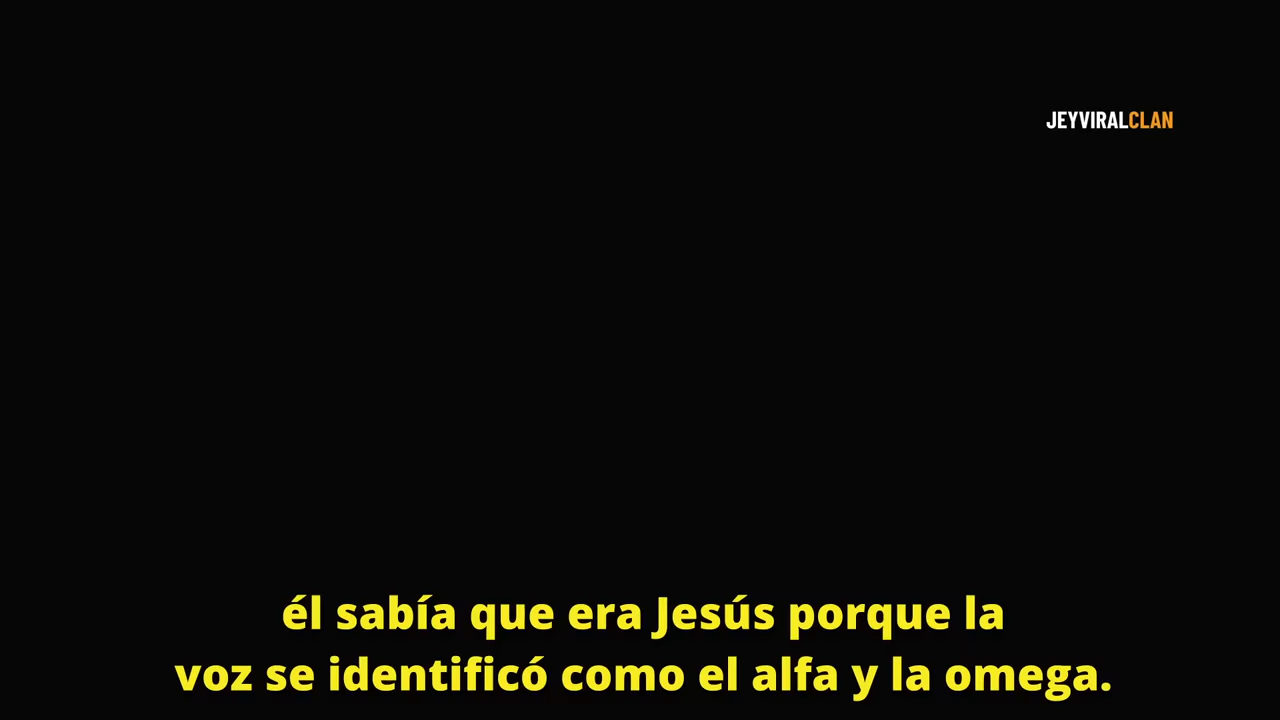 JEYVIRALCLAN
él sabía que era Jesús porque la
voz se identificó como el alfa y la omega.